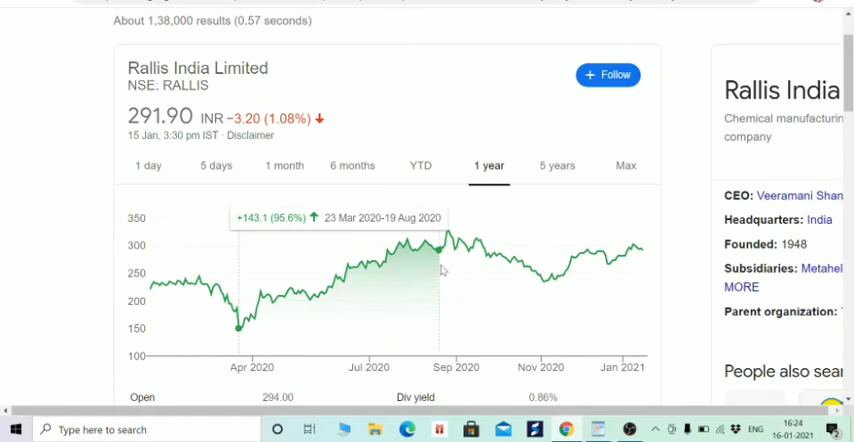 About 1,38,000 results (0.57 seconds)
Rallis India Limited
NSE: RALLIS
+ Follow
291.90 INR −3.20 (1.08%)
15 Jan, 3:30 pm IST · Disclaimer
1 day 5 days 1 month 6 months YTD 1 year 5 years Max
+143.1 (95.6%) 23 Mar 2020-19 Aug 2020
350
300
250
200
150
100
Apr 2020 Jul 2020 Sep 2020 Nov 2020 Jan 2021
Open 294.00 Div yield 0.86%
Rallis India
Chemical manufacturin
company
CEO: Veeramani Shan
Headquarters: India
Founded: 1948
Subsidiaries: Metahel
MORE
Parent organization:
People also sear
Type here to search
ENG
16:24
16-01-2021
2